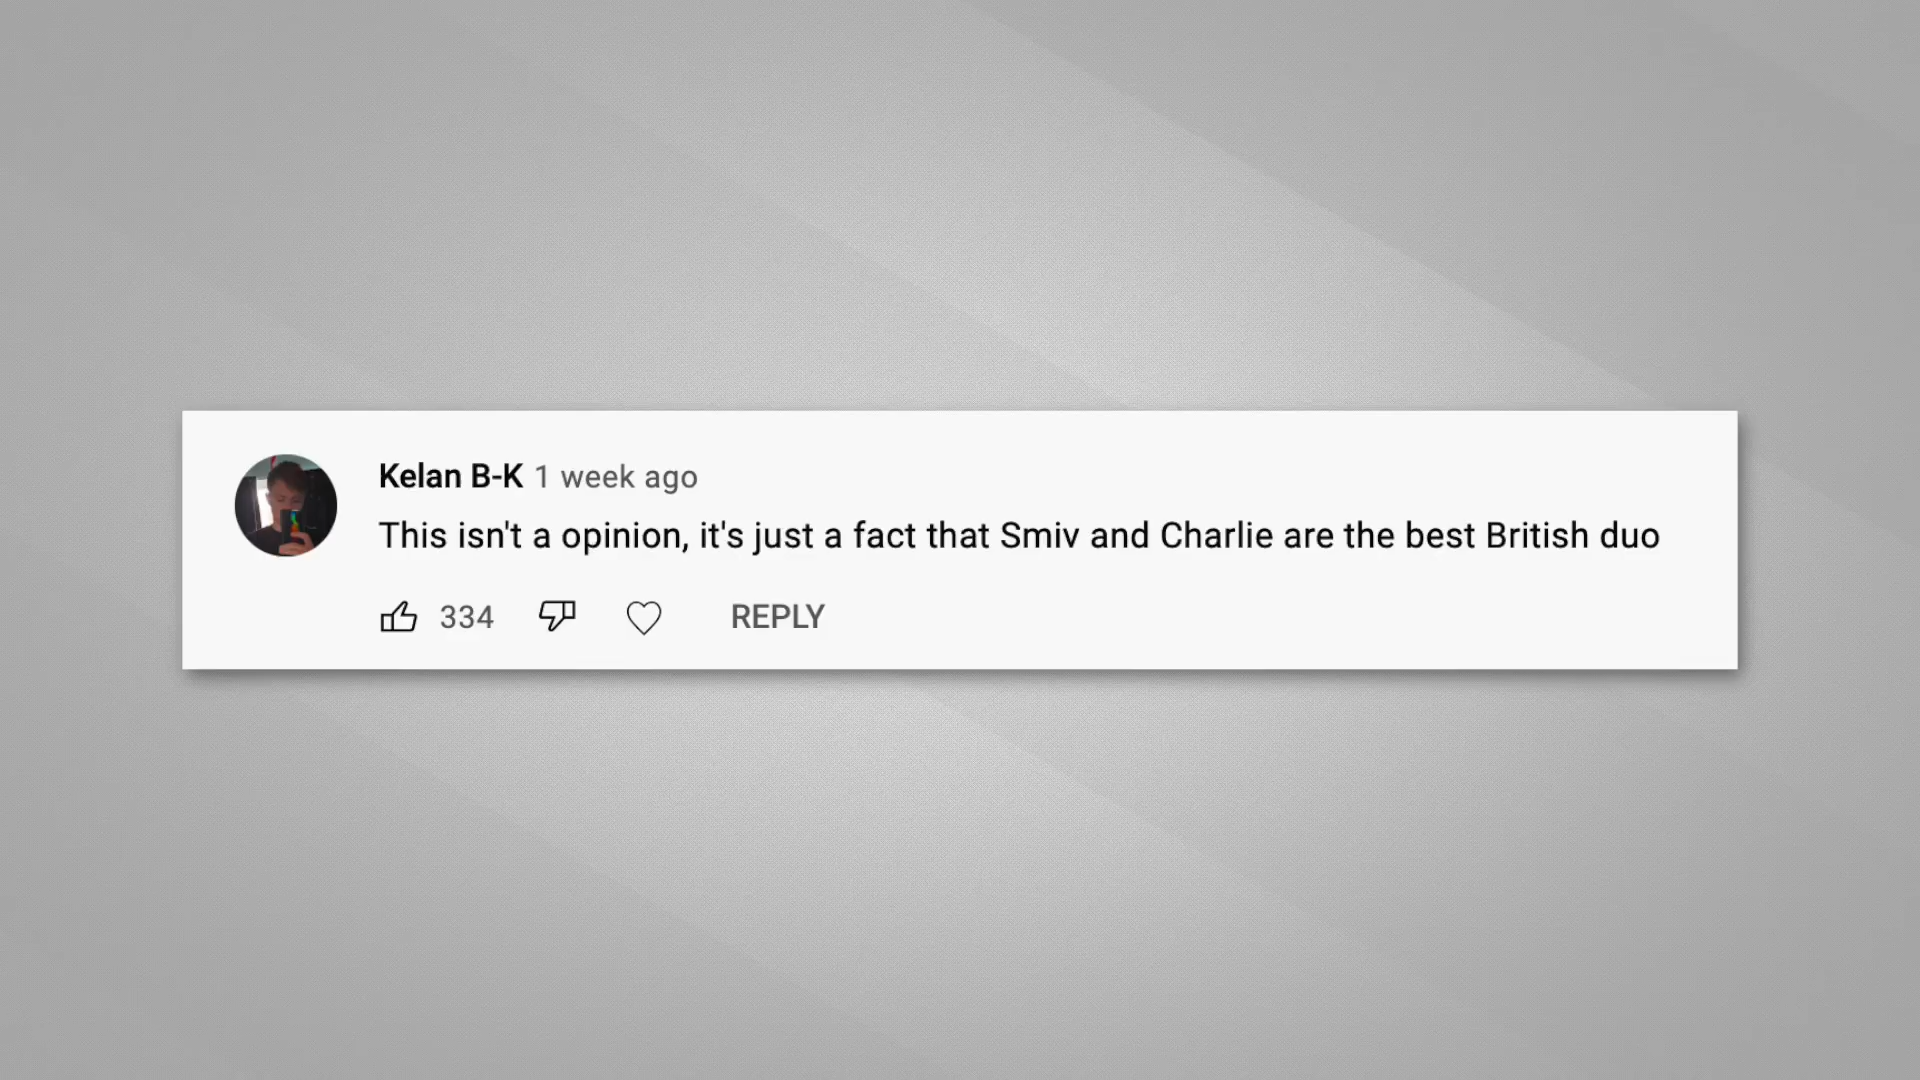 Kelan B-K 1 week ago
This isn't a opinion, it's just a fact that Smiv and Charlie are the best British duo
334 REPLY